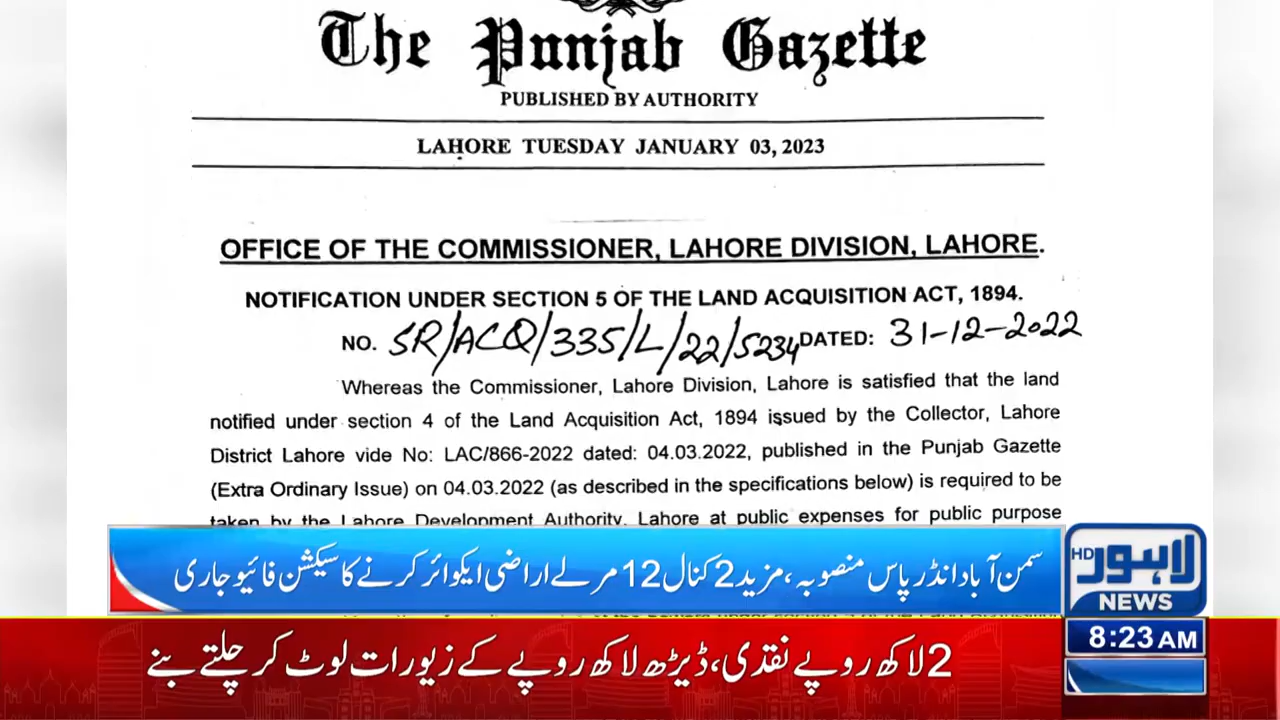 The Punjab Gazette
PUBLISHED BY AUTHORITY
LAHORE TUESDAY JANUARY 03, 2023
OFFICE OF THE COMMISSIONER, LAHORE DIVISION, LAHORE.
NOTIFICATION UNDER SECTION 5 OF THE LAND ACQUISITION ACT, 1894.
NO. SR/ACQ/335/L/22/5234 DATED: 31-12-2022
Whereas the Commissioner, Lahore Division, Lahore is satisfied that the land
notified under section 4 of the Land Acquisition Act, 1894 issued by the Collector, Lahore
District Lahore vide No: LAC/866-2022 dated: 04.03.2022, published in the Punjab Gazette
(Extra Ordinary Issue) on 04.03.2022 (as described in the specifications below) is required to be
taken by the Lahore Development Authority, Lahore at public expenses for public purpose
سمن آباد انڈر پاس منصوبہ، مزید 2 کنال 12 مرلے اراضی ایکوائر کرنے کا سیکشن فائیو جاری
HD لاہور
NEWS
8:23 AM
2 لاکھ روپے نقدی، ڈیڑھ لاکھ روپے کے زیورات لوٹ کر چلتے بنے